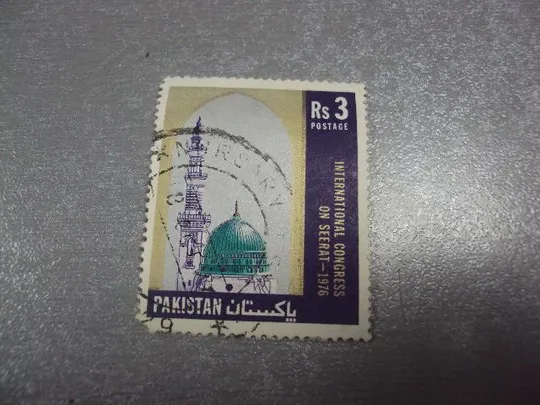 Rs 3
POSTAGE
INTERNATIONAL CONGRESS
ON SEERAT-1976
PAKISTAN پاکستان